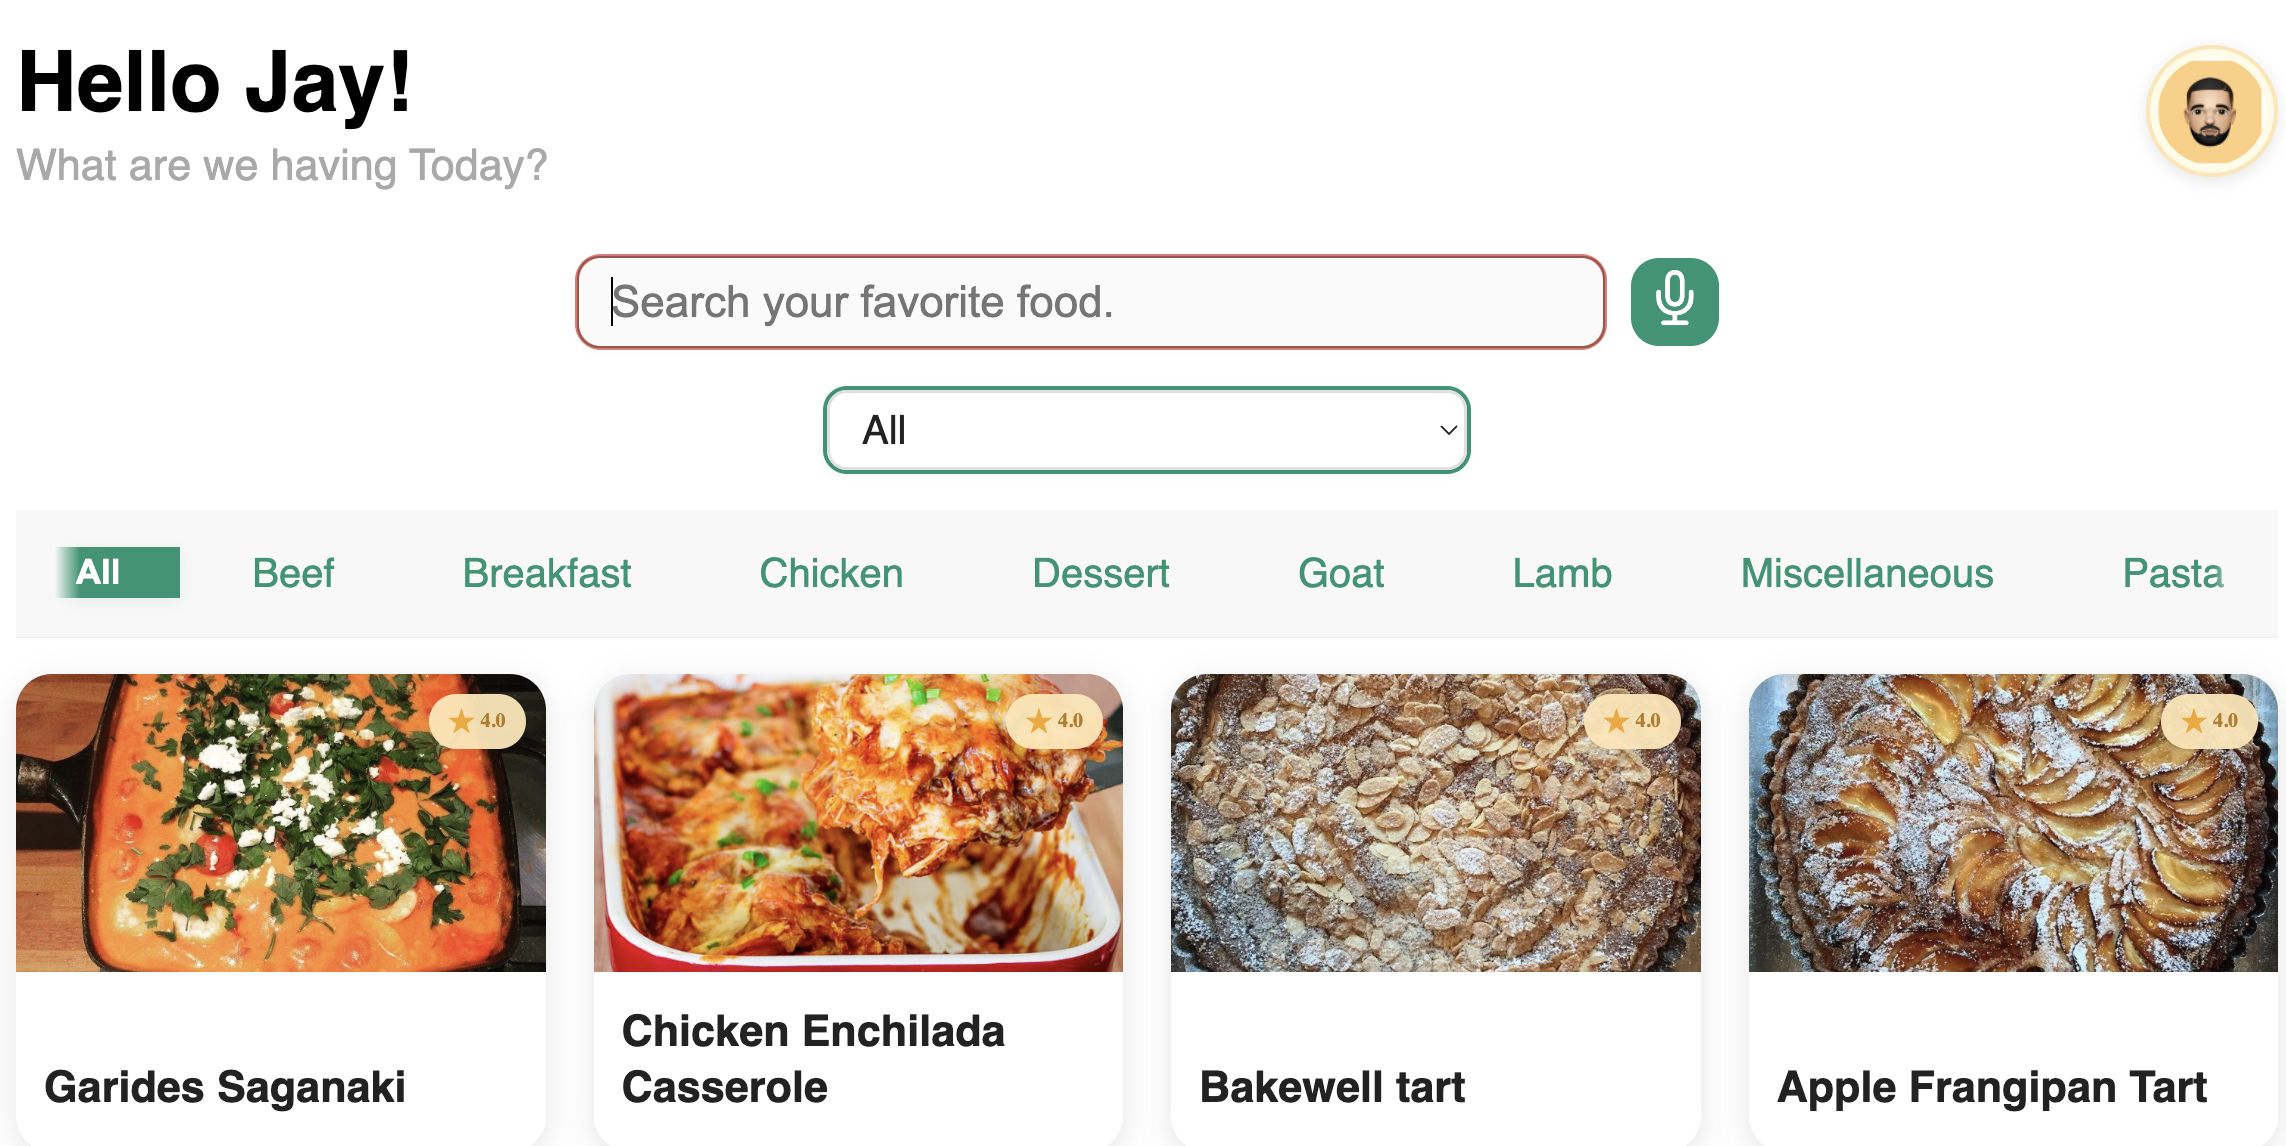 Hello Jay!
What are we having Today?
Search your favorite food.
All
All Beef Breakfast Chicken Dessert Goat Lamb Miscellaneous Pasta
4.0 4.0 4.0 4.0
Garides Saganaki
Chicken Enchilada
Casserole
Bakewell tart
Apple Frangipan Tart